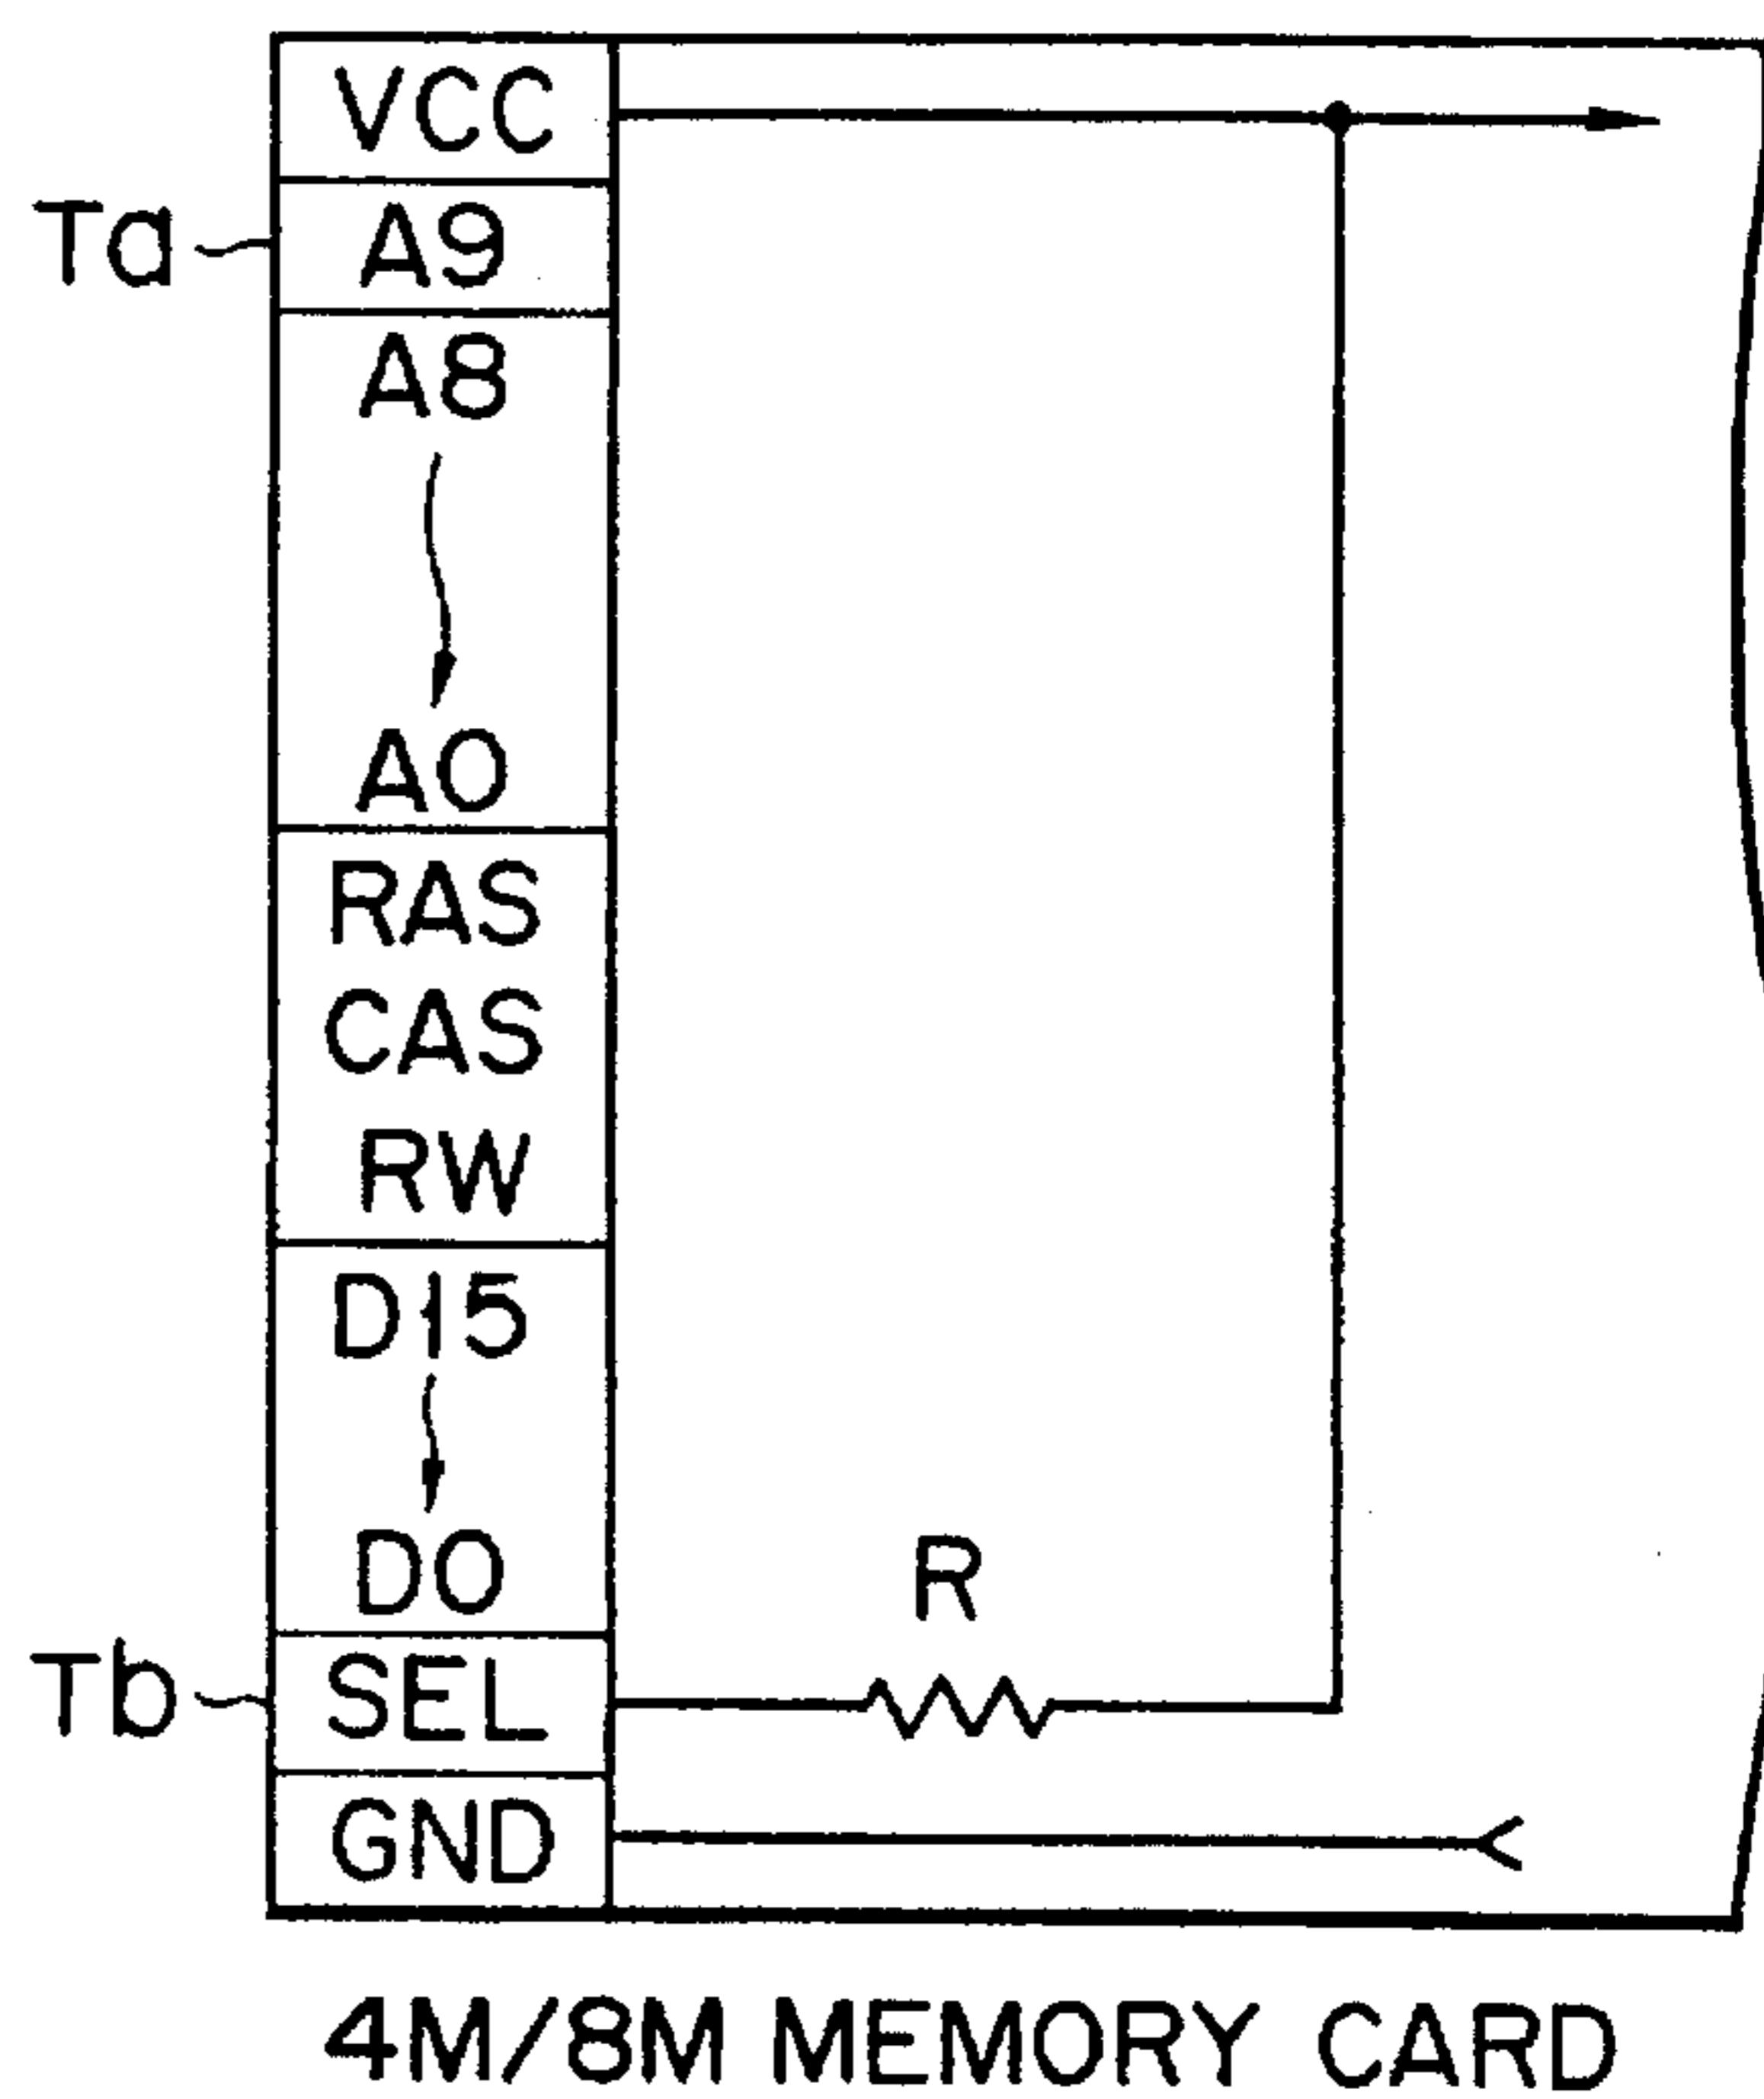 VCC
Ta A9
A8
A0
RAS
CAS
RW
D15
D0
R
Tb SEL
GND
4M/8M MEMORY CARD